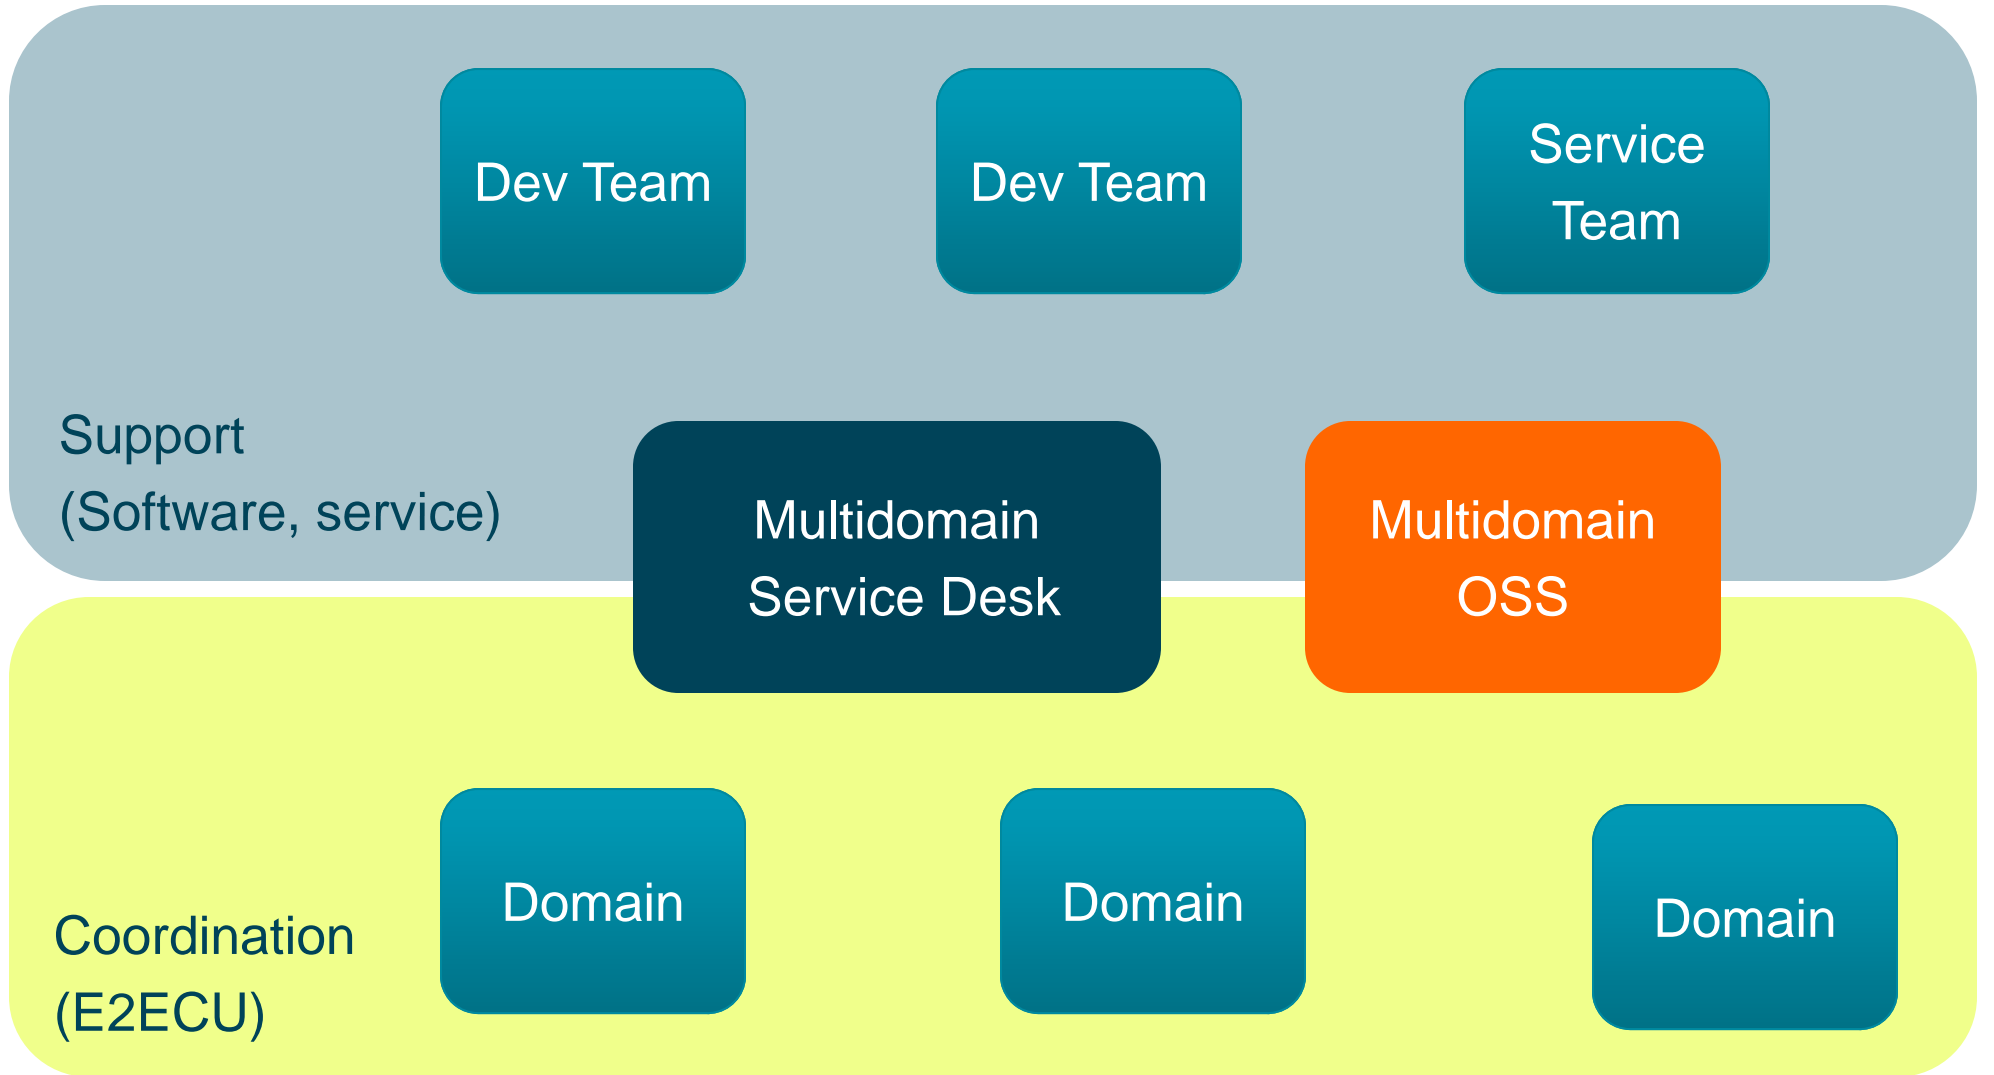 Dev Team
Dev Team
Service
Team
Support
(Software, service)
Multidomain
Service Desk
Multidomain
OSS
Domain
Domain
Domain
Coordination
(E2ECU)